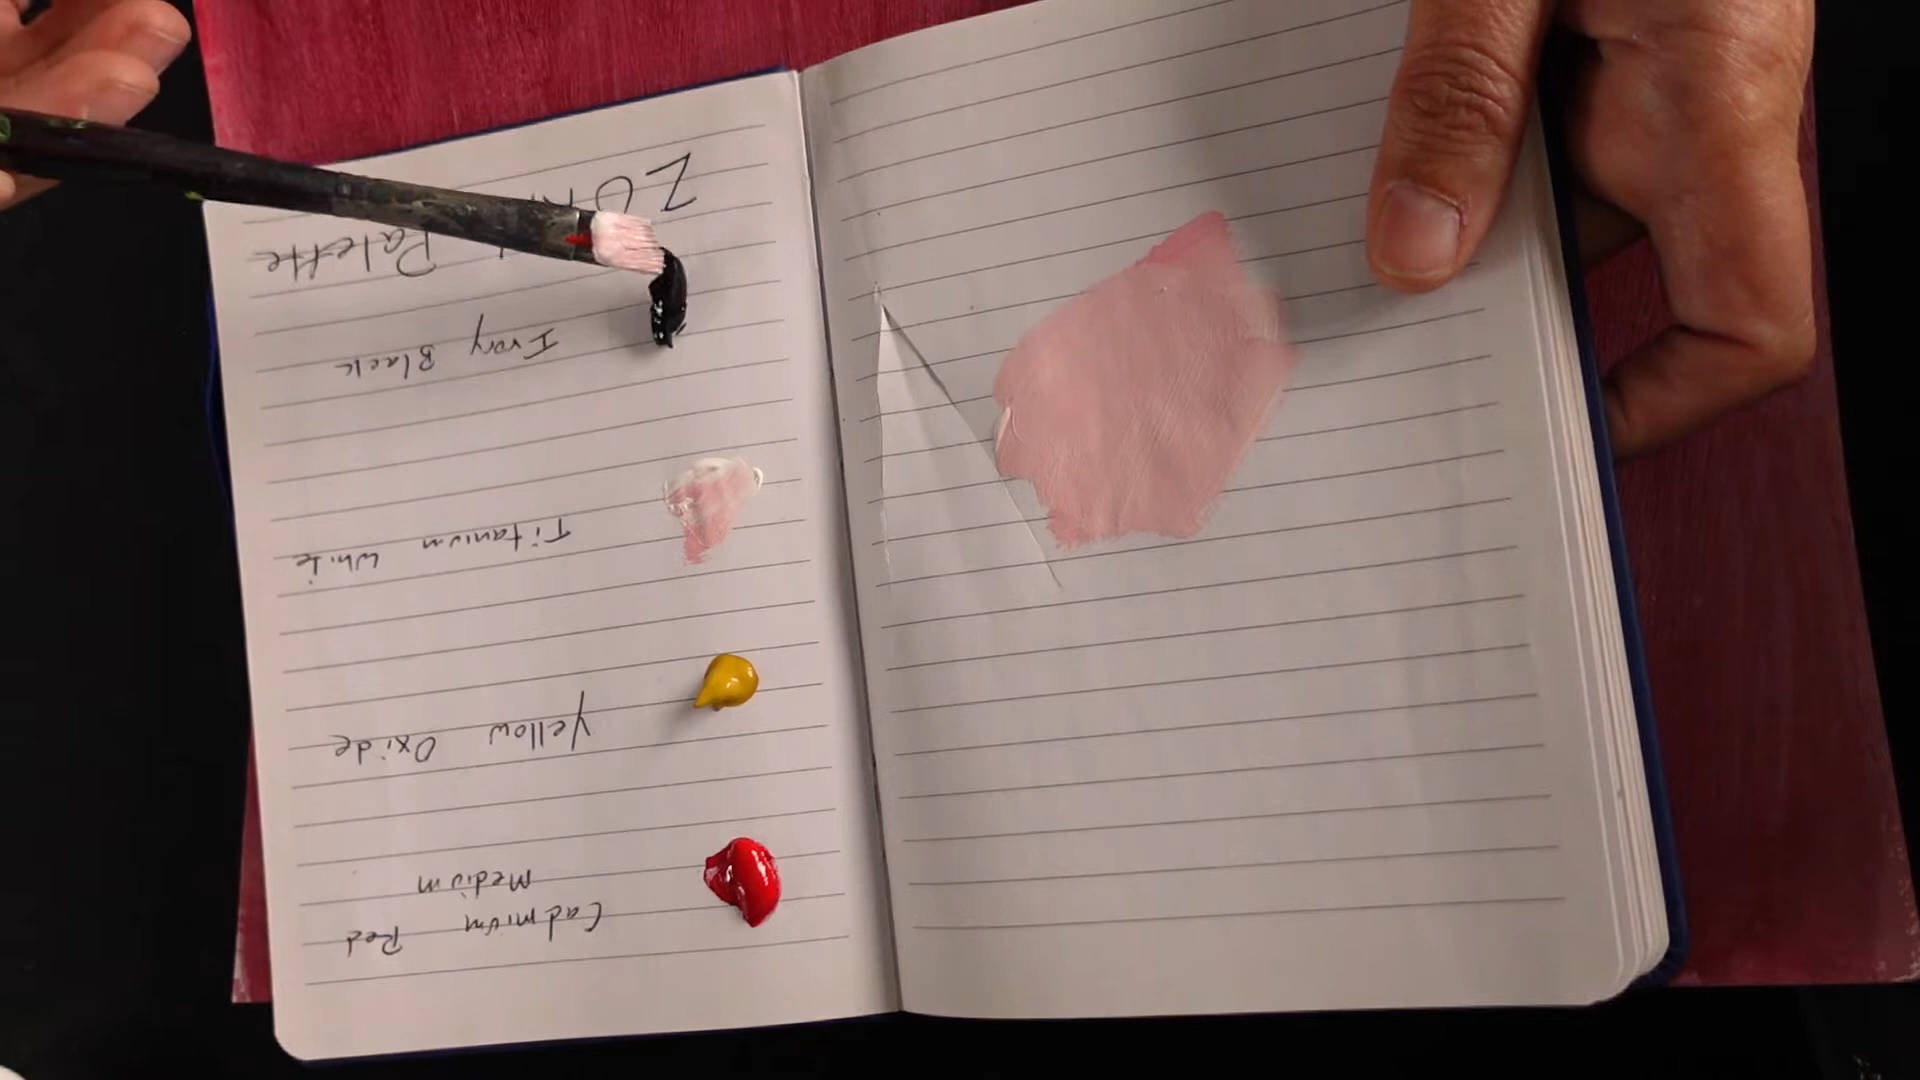 Cadmium Red
Medium
Yellow Oxide
Titanium White
Ivory Black
Palette